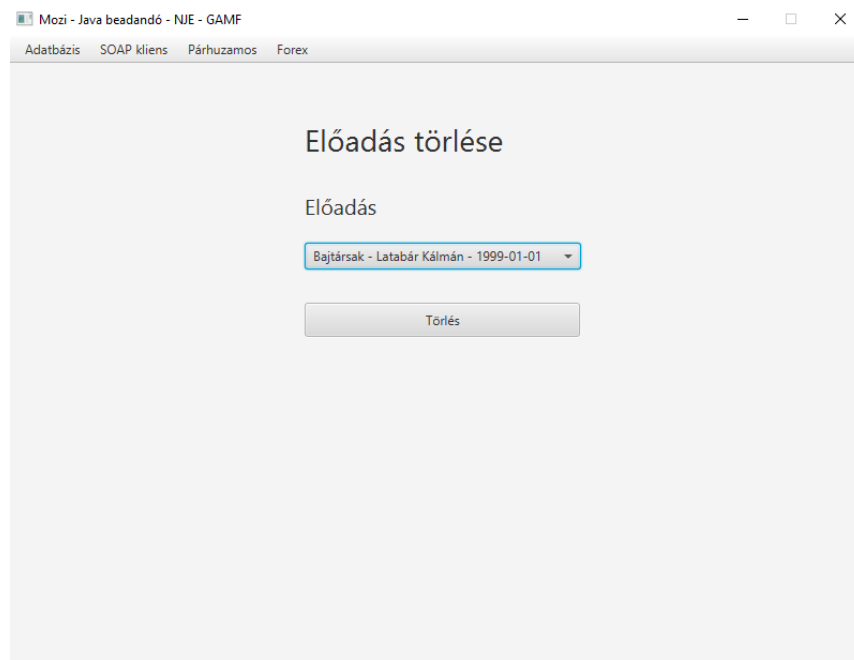 Mozi - Java beadandó - NJE - GAMF
Adatbázis SOAP kliens Párhuzamos Forex
Előadás törlése
Előadás
Bajtársak - Latabár Kálmán - 1999-01-01
Törlés